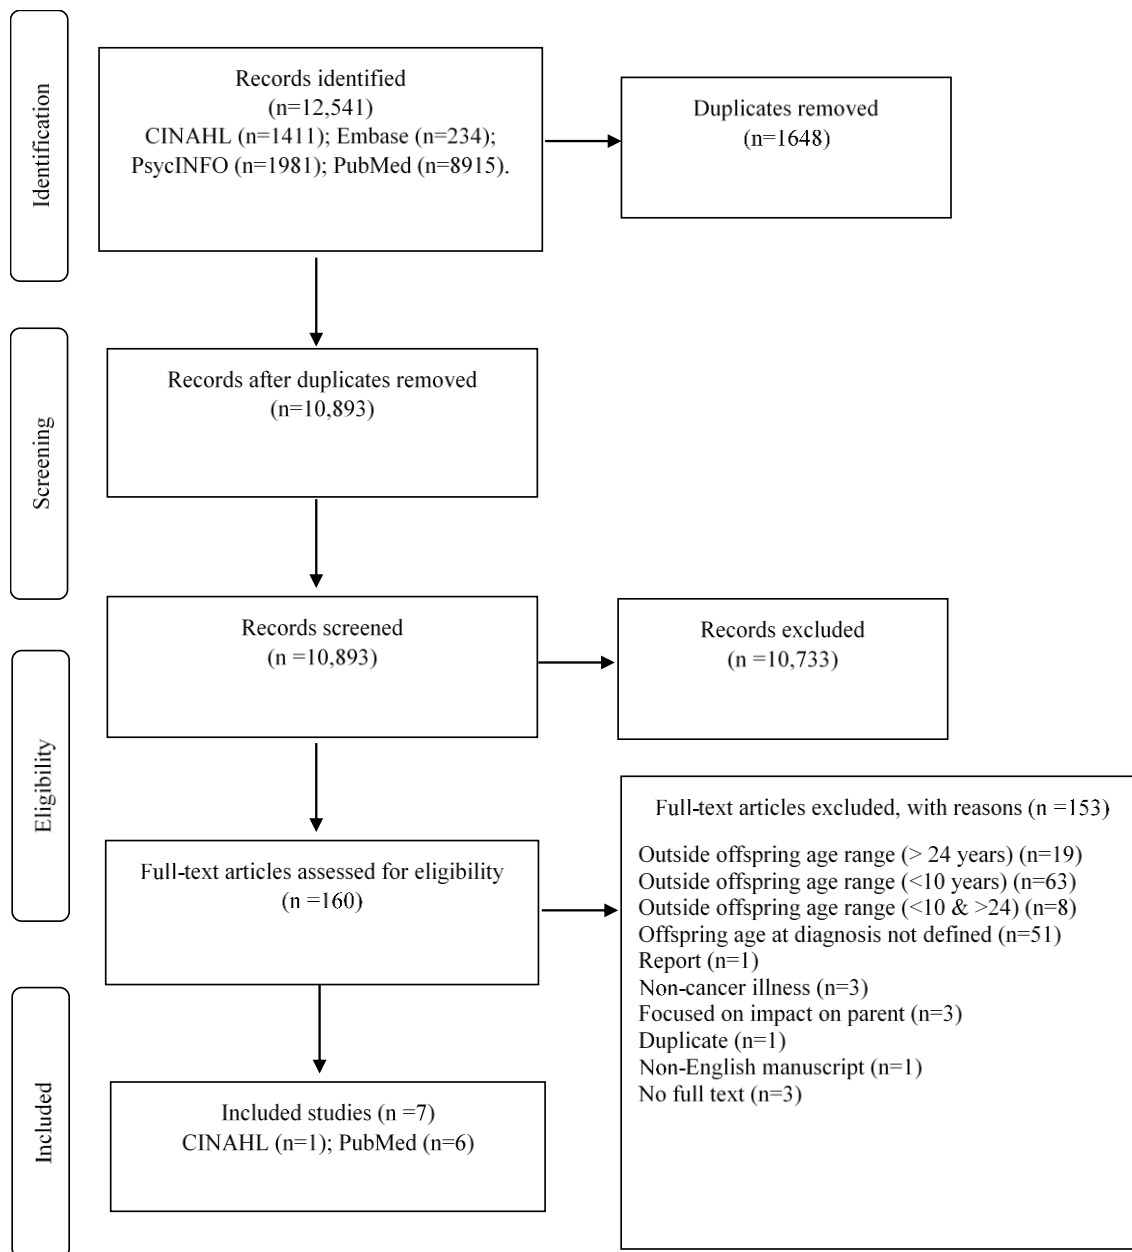 Identification
Records identified
(n=12,541)
CINAHL (n=1411); Embase (n=234);
PsycINFO (n=1981); PubMed (n=8915).
Duplicates removed
(n=1648)
Screening
Records after duplicates removed
(n=10,893)
Records screened
(n =10,893)
Records excluded
(n =10,733)
Eligibility
Full-text articles assessed for eligibility
(n =160)
Full-text articles excluded, with reasons (n =153)
Outside offspring age range (> 24 years) (n=19)
Outside offspring age range (<10 years) (n=63)
Outside offspring age range (<10 & >24) (n=8)
Offspring age at diagnosis not defined (n=51)
Report (n=1)
Non-cancer illness (n=3)
Focused on impact on parent (n=3)
Duplicate (n=1)
Non-English manuscript (n=1)
No full text (n=3)
Included
Included studies (n =7)
CINAHL (n=1); PubMed (n=6)